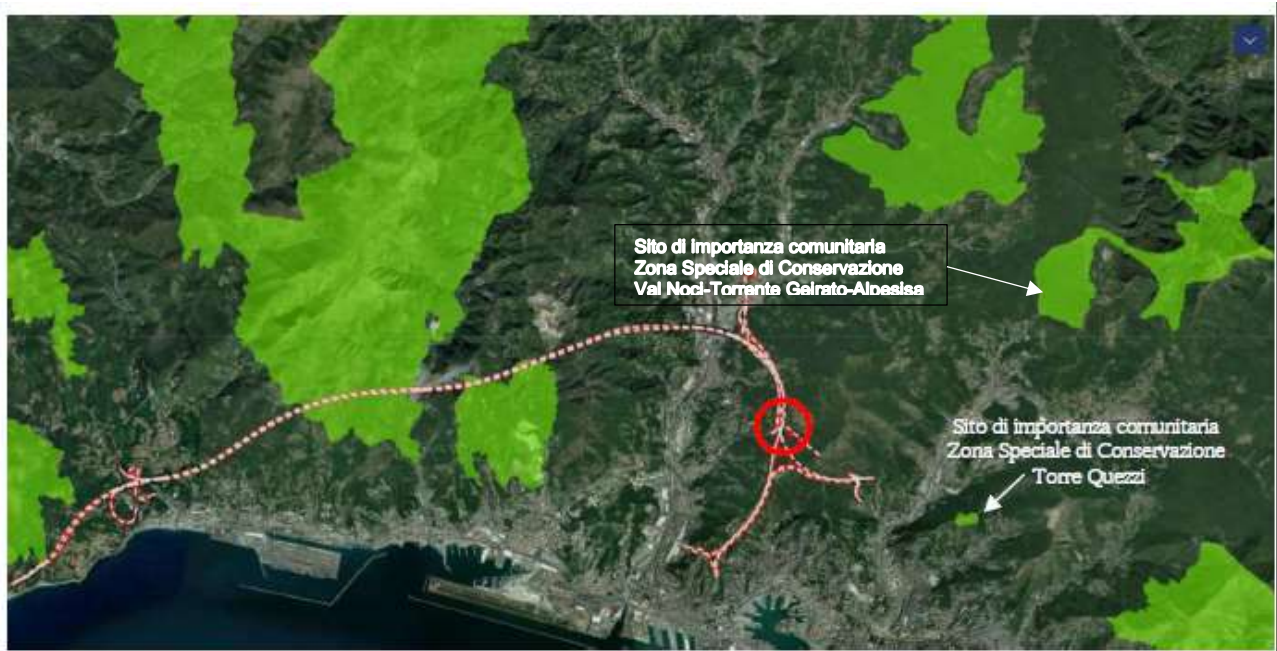 Sito di importanza comunitaria
Zona Speciale di Conservazione
Val Noci-Torrente Geirato-Alpesisa
Sito di importanza comunitaria
Zona Speciale di Conservazione
Torre Quezzi